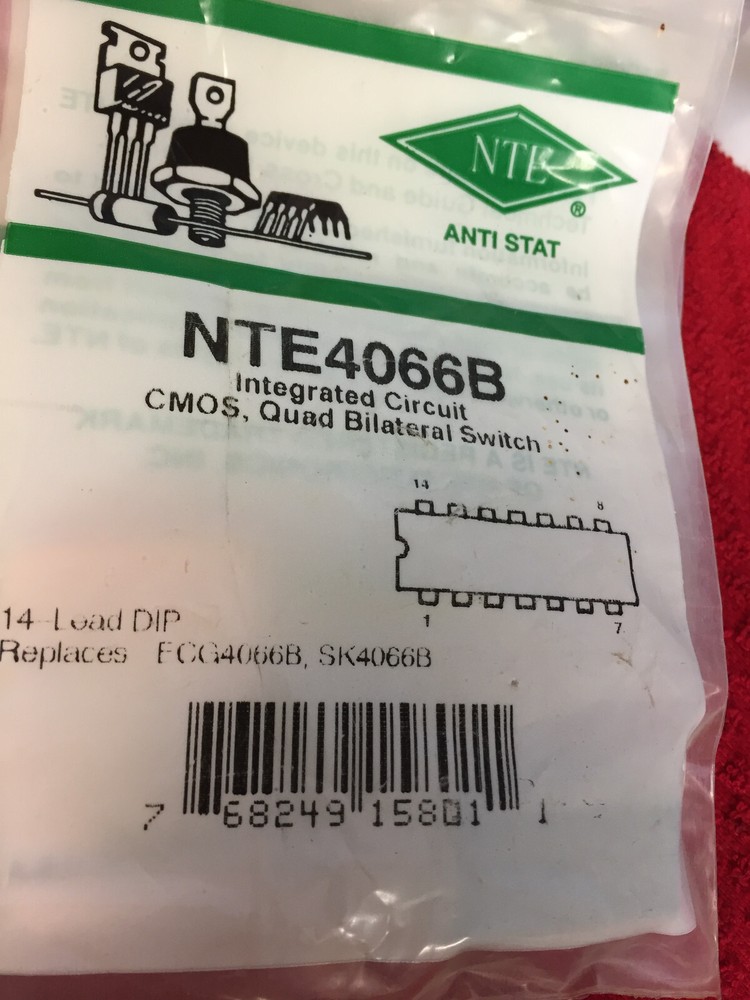 NTE
®
ANTI STAT
NTE4066B
Integrated Circuit
CMOS, Quad Bilateral Switch
14 8
1 7
14-Lead DIP
Replaces ECG4066B, SK4066B
7 68249 15801 1